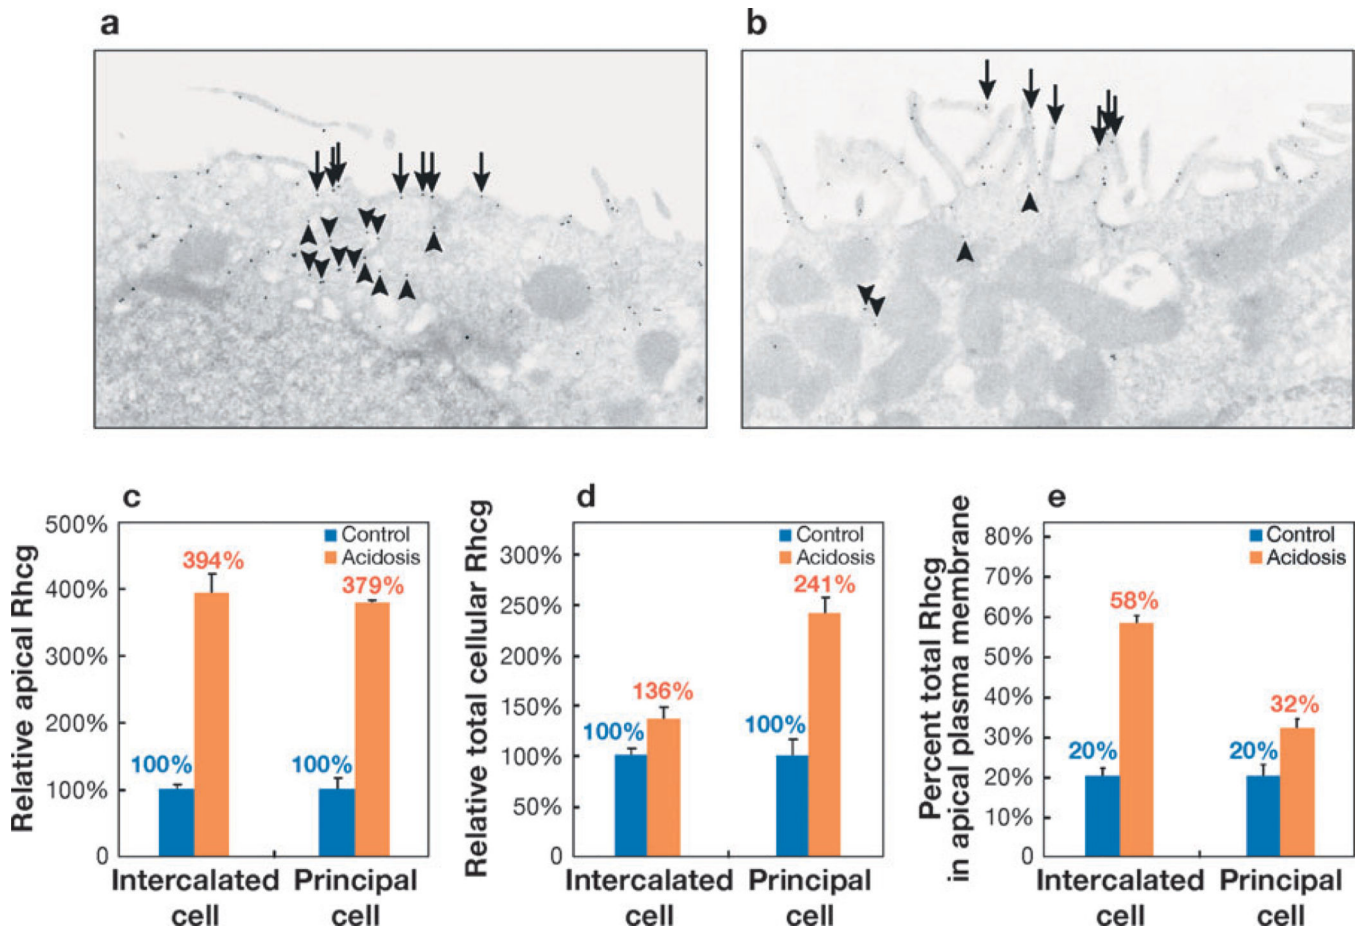 a
b
c
Relative apical Rhcg
500%
400%
300%
200%
100%
0
Control
Acidosis
394%
379%
100%
100%
Intercalated cell
Principal cell
d
Relative total cellular Rhcg
300%
250%
200%
150%
100%
50%
0
Control
Acidosis
241%
136%
100%
100%
Intercalated cell
Principal cell
e
Percent total Rhcg
in apical plasma membrane
80%
70%
60%
50%
40%
30%
20%
10%
0
Control
Acidosis
58%
32%
20%
20%
Intercalated cell
Principal cell